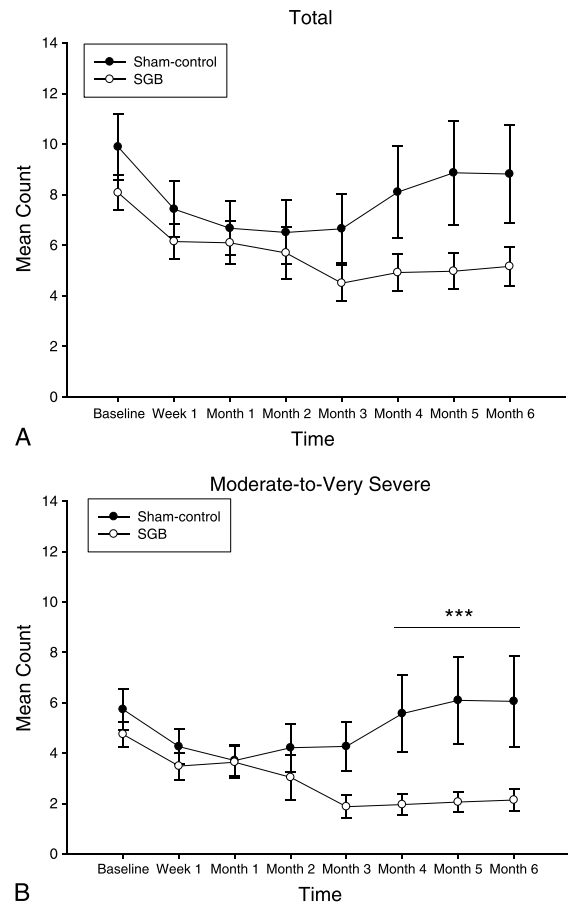 Total
14
12
10
8
6
4
2
0
Mean Count
Sham-control
SGB
Baseline Week 1 Month 1 Month 2 Month 3 Month 4 Month 5 Month 6
A
Time
Moderate-to-Very Severe
14
12
10
8
6
4
2
0
Mean Count
Sham-control
SGB
***
Baseline Week 1 Month 1 Month 2 Month 3 Month 4 Month 5 Month 6
B
Time